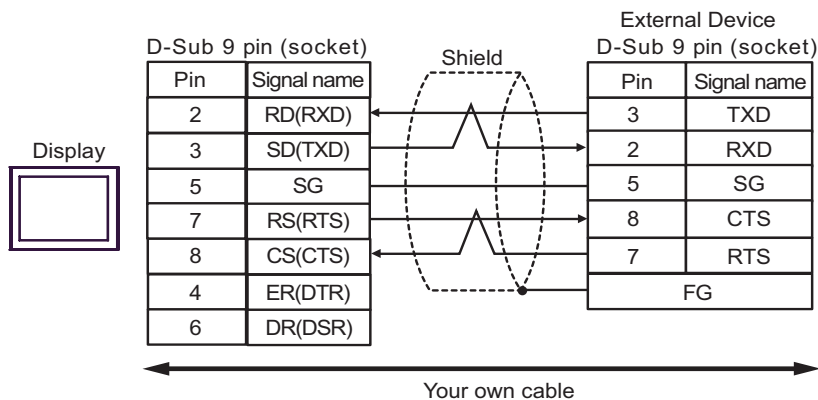 External Device
D-Sub 9 pin (socket)
Shield
D-Sub 9 pin (socket)
Pin Signal name
Pin Signal name
2 RD(RXD)
3 TXD
Display
3 SD(TXD)
2 RXD
5 SG
5 SG
7 RS(RTS)
8 CTS
8 CS(CTS)
7 RTS
4 ER(DTR)
FG
6 DR(DSR)
Your own cable